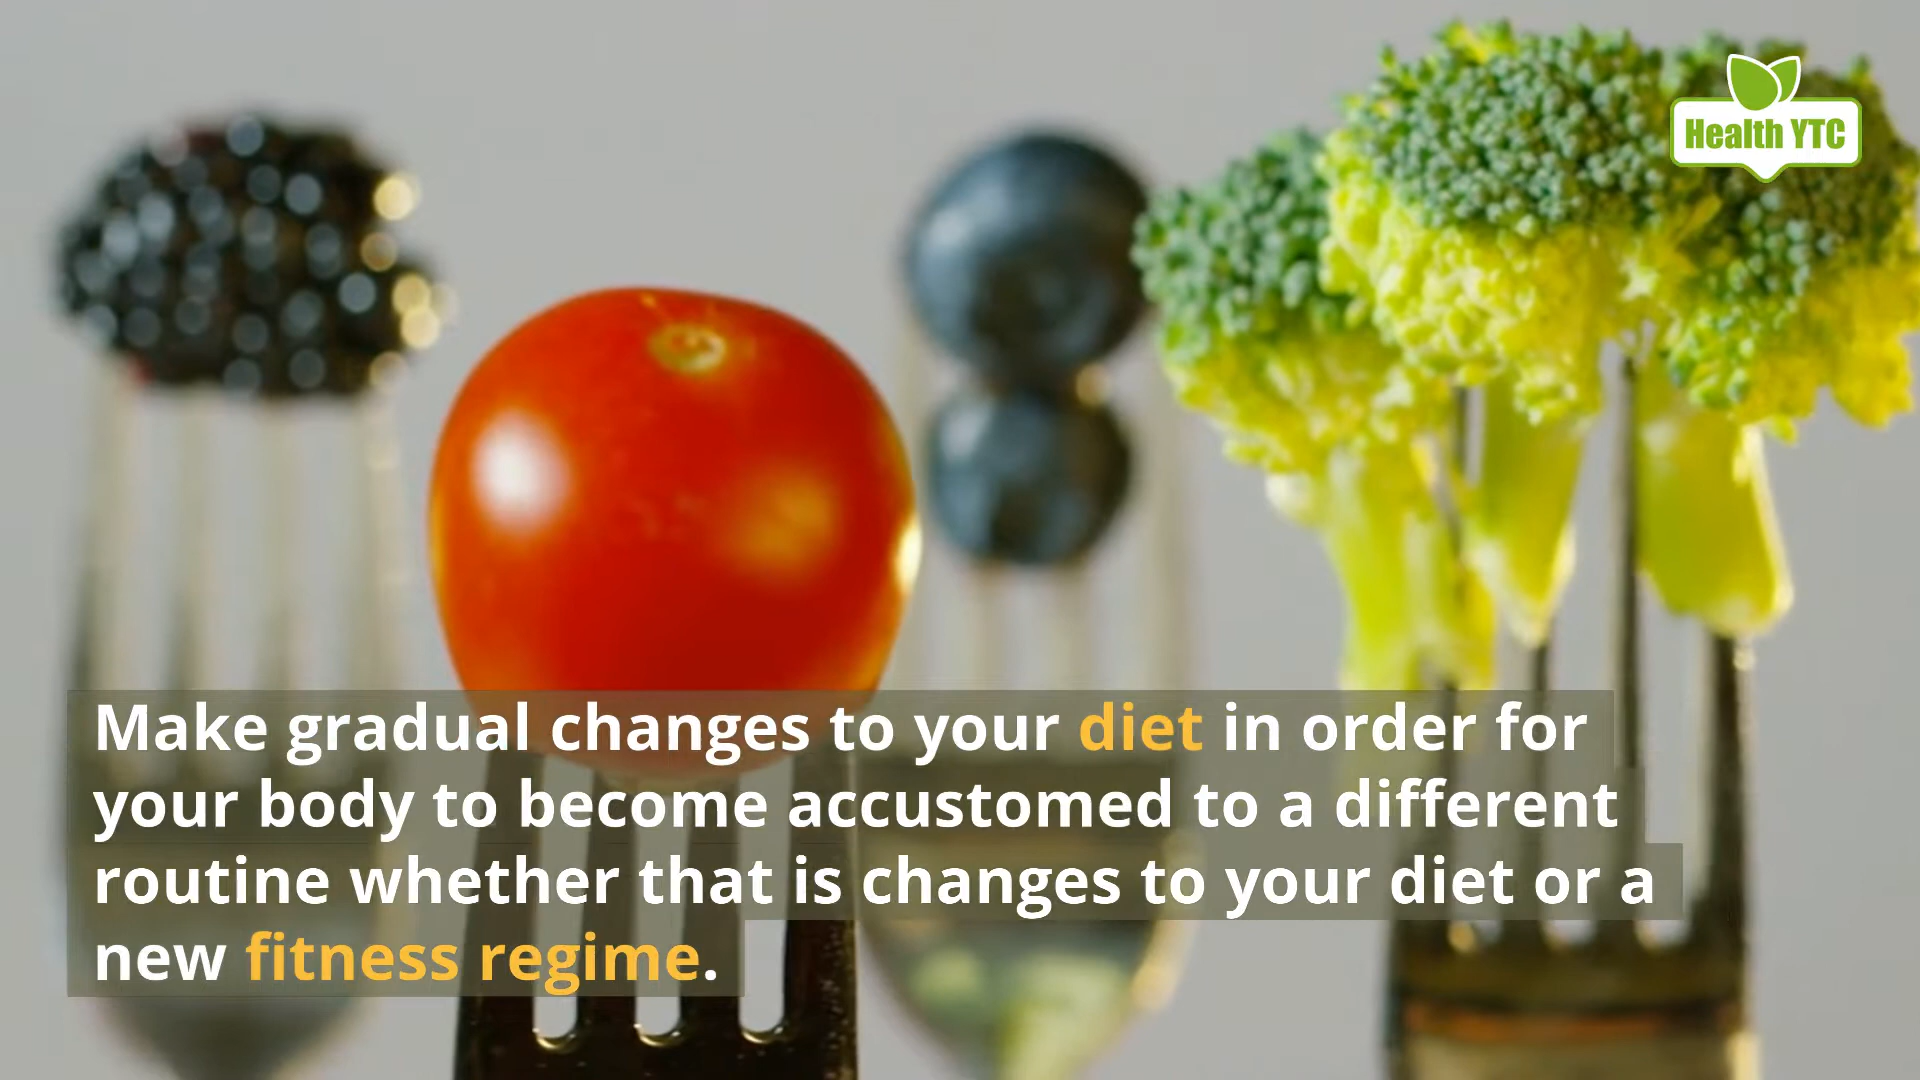 Health YTC
Make gradual changes to your diet in order for
your body to become accustomed to a different
routine whether that is changes to your diet or a
new fitness regime.